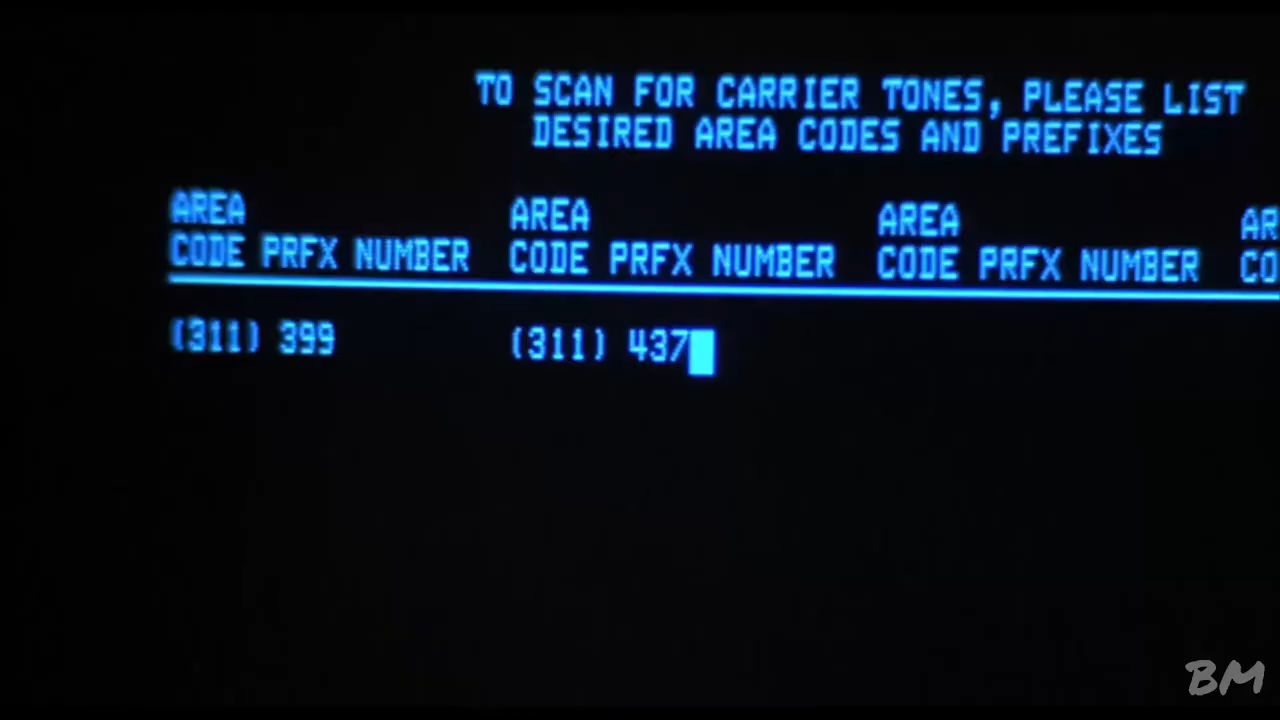 TO SCAN FOR CARRIER TONES, PLEASE LIST
DESIRED AREA CODES AND PREFIXES
AREA AREA AREA AR
CODE PRFX NUMBER CODE PRFX NUMBER CODE PRFX NUMBER CO
(311) 399 (311) 437
BM